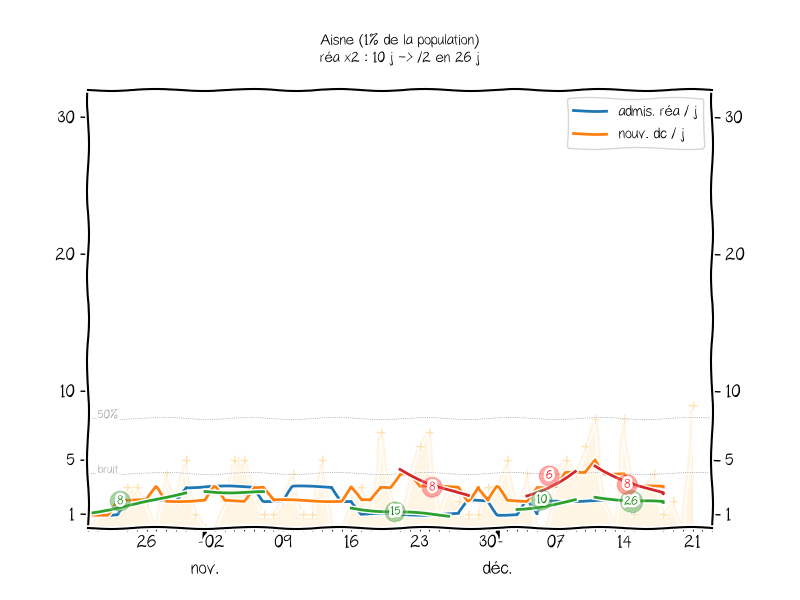 Aisne (1% de la population)
réa x2 : 10 j -> /2 en 26 j
admis. réa / j
nouv. dc / j
30 30
20 20
10 10
50%
5 5
bruit
6
8 8
8 10 26
15
1 1
26 02 09 16 23 30 07 14 21
nov. déc.